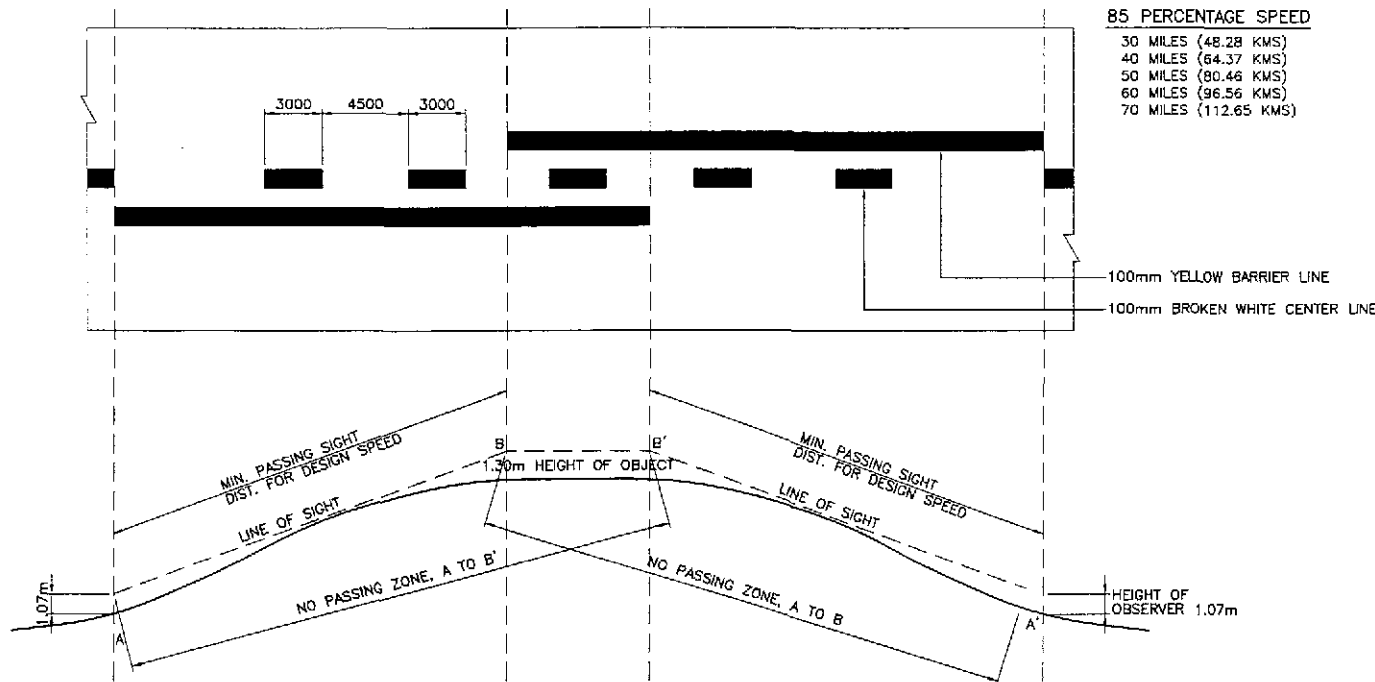 85 PERCENTAGE SPEED
30 MILES (48.28 KMS)
40 MILES (64.37 KMS)
50 MILES (80.46 KMS)
60 MILES (96.56 KMS)
70 MILES (112.65 KMS)
3000 4500 3000
100mm YELLOW BARRIER LINE
100mm BROKEN WHITE CENTER LINE
MIN. PASSING SIGHT
DIST. FOR DESIGN SPEED
LINE OF SIGHT
B B'
1.30m HEIGHT OF OBJECT
MIN. PASSING SIGHT
DIST. FOR DESIGN SPEED
LINE OF SIGHT
NO PASSING ZONE, A TO B'
NO PASSING ZONE, A TO B
1.07m
A
A'
HEIGHT OF
OBSERVER 1.07m